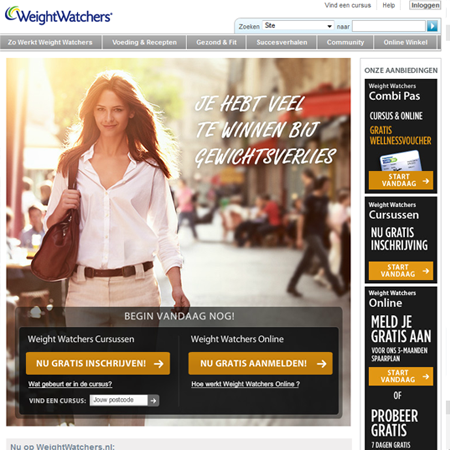 WeightWatchers®
Vind een cursus | Help | Inloggen
Zoek Site naar
Zo Werkt Weight Watchers
Voeding & Recepten
Gezond & Fit
Succesverhalen
Community
Online Winkel
JE HEBT VEEL
TE WINNEN BIJ
GEWICHTSVERLIES
BEGIN VANDAAG NOG!
Weight Watchers Cursussen
NU GRATIS INSCHRIJVEN!
Wat gebeurt er in de cursus?
VIND EEN CURSUS: Jouw postcode
Weight Watchers Online
NU GRATIS AANMELDEN!
Hoe werkt Weight Watchers Online ?
ONZE AANBIEDINGEN
Weight Watchers
Combi Pas
CURSUS & ONLINE
GRATIS
WELLNESSVOUCHER
START
VANDAAG
Weight Watchers
Cursussen
NU GRATIS
INSCHRIJVING
START
VANDAAG
Weight Watchers
Online
MELD JE
GRATIS AAN
VOOR ONS 3-MAANDEN
SPAARPLAN
START
VANDAAG
OF
PROBEER
GRATIS
7 DAGEN GRATIS
Nu op WeightWatchers.nl: